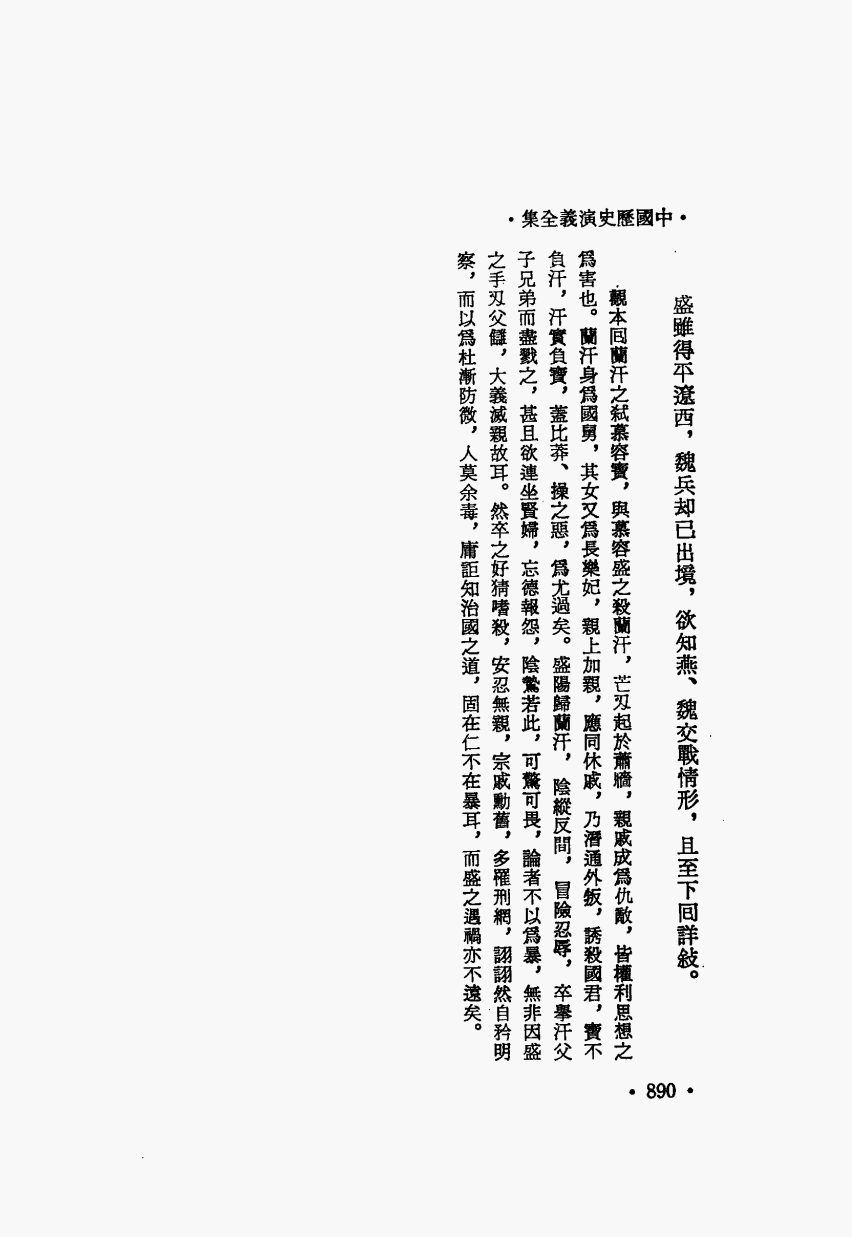 ·中國歷史演義全集·
盛雖得平遼西，魏兵却已出境，欲知燕、魏交戰情形，且至下回詳敍。
觀本回蘭汗之弒慕容寶，與慕容盛之殺蘭汗，芒刃起於蕭牆，親戚成爲仇敵，皆權利思想之
爲害也。蘭汗身爲國舅，其女又爲長樂妃，親上加親，應同休戚，乃潛通外叛，誘殺國君，寶不
負汗，汗實負寶，蓋比莽、操之惡，爲尤過矣。盛陽歸蘭汗，陰縱反間，冒險忍辱，卒舉汗父
子兄弟而盡戮之，甚且欲連坐賢婦，忘德報怨，陰鷙若此，可驚可畏，論者不以爲暴，無非因盛
之手刃父讎，大義滅親故耳。然卒之好猜嗜殺，安忍無親，宗戚勳舊，多罹刑網，詡詡然自矜明
察，而以爲杜漸防微，人莫余毒，庸詎知治國之道，固在仁不在暴耳，而盛之遇禍亦不遠矣。
·890·